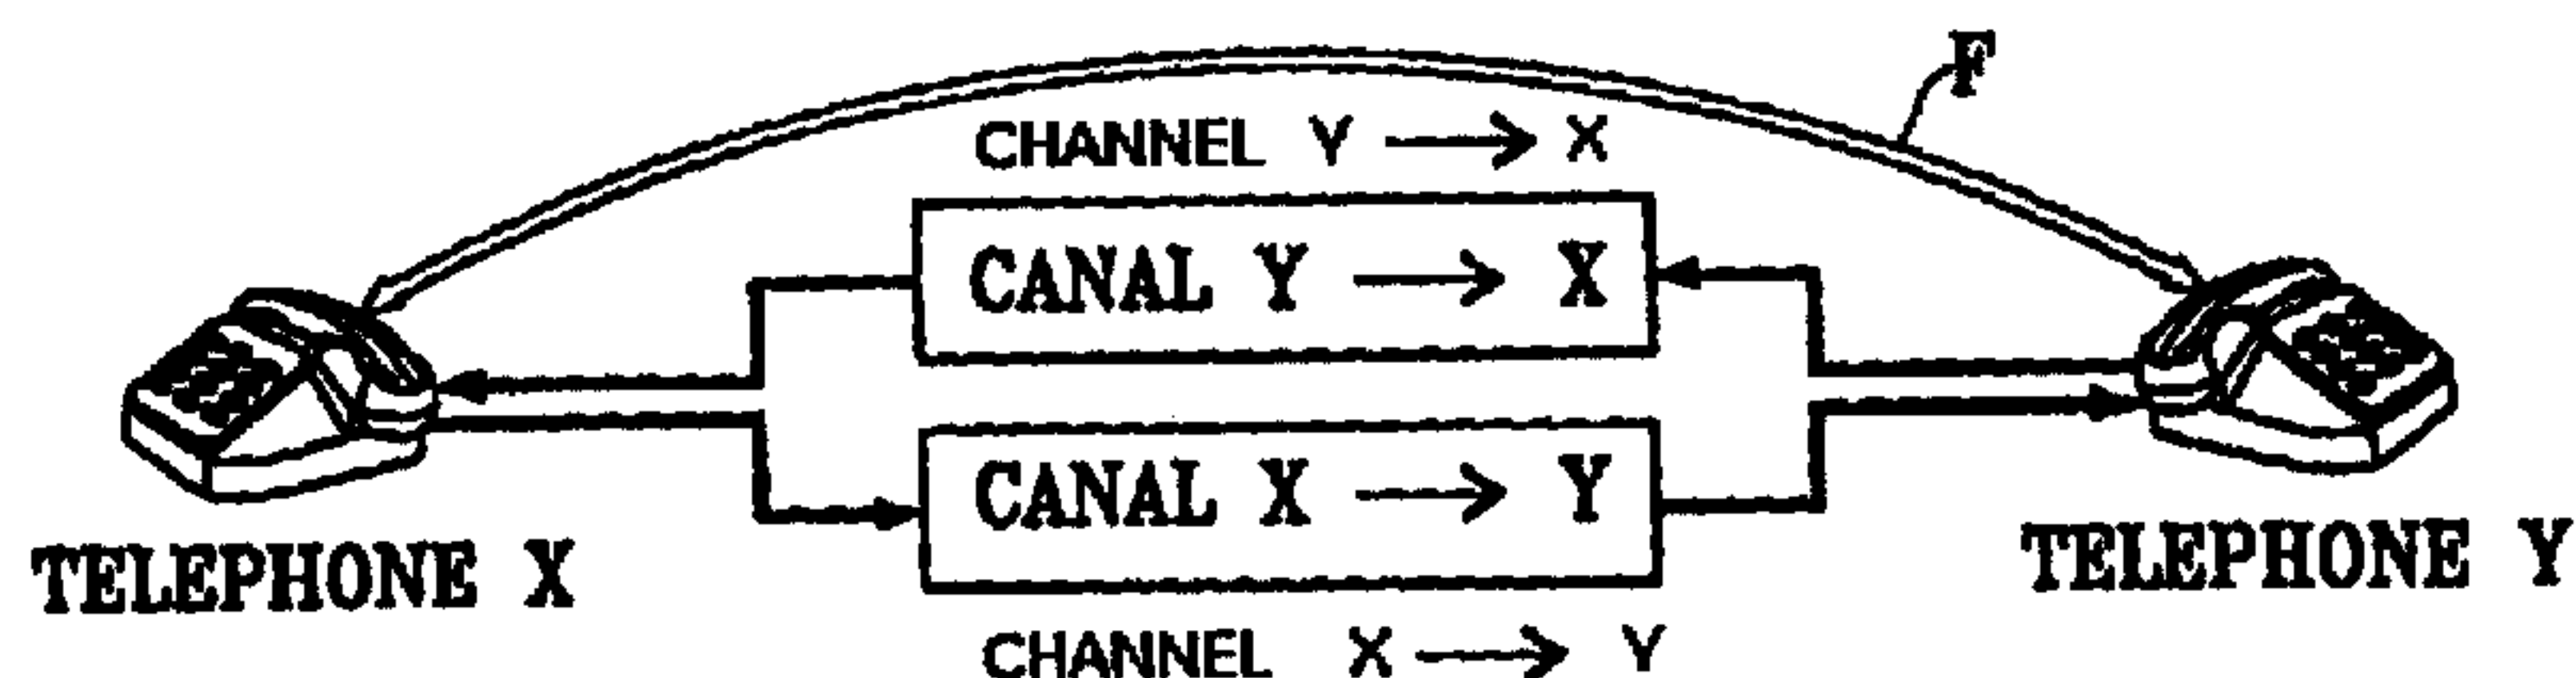 F
CHANNEL Y → X
CANAL Y → X
CANAL X → Y
TELEPHONE X
TELEPHONE Y
CHANNEL X → Y